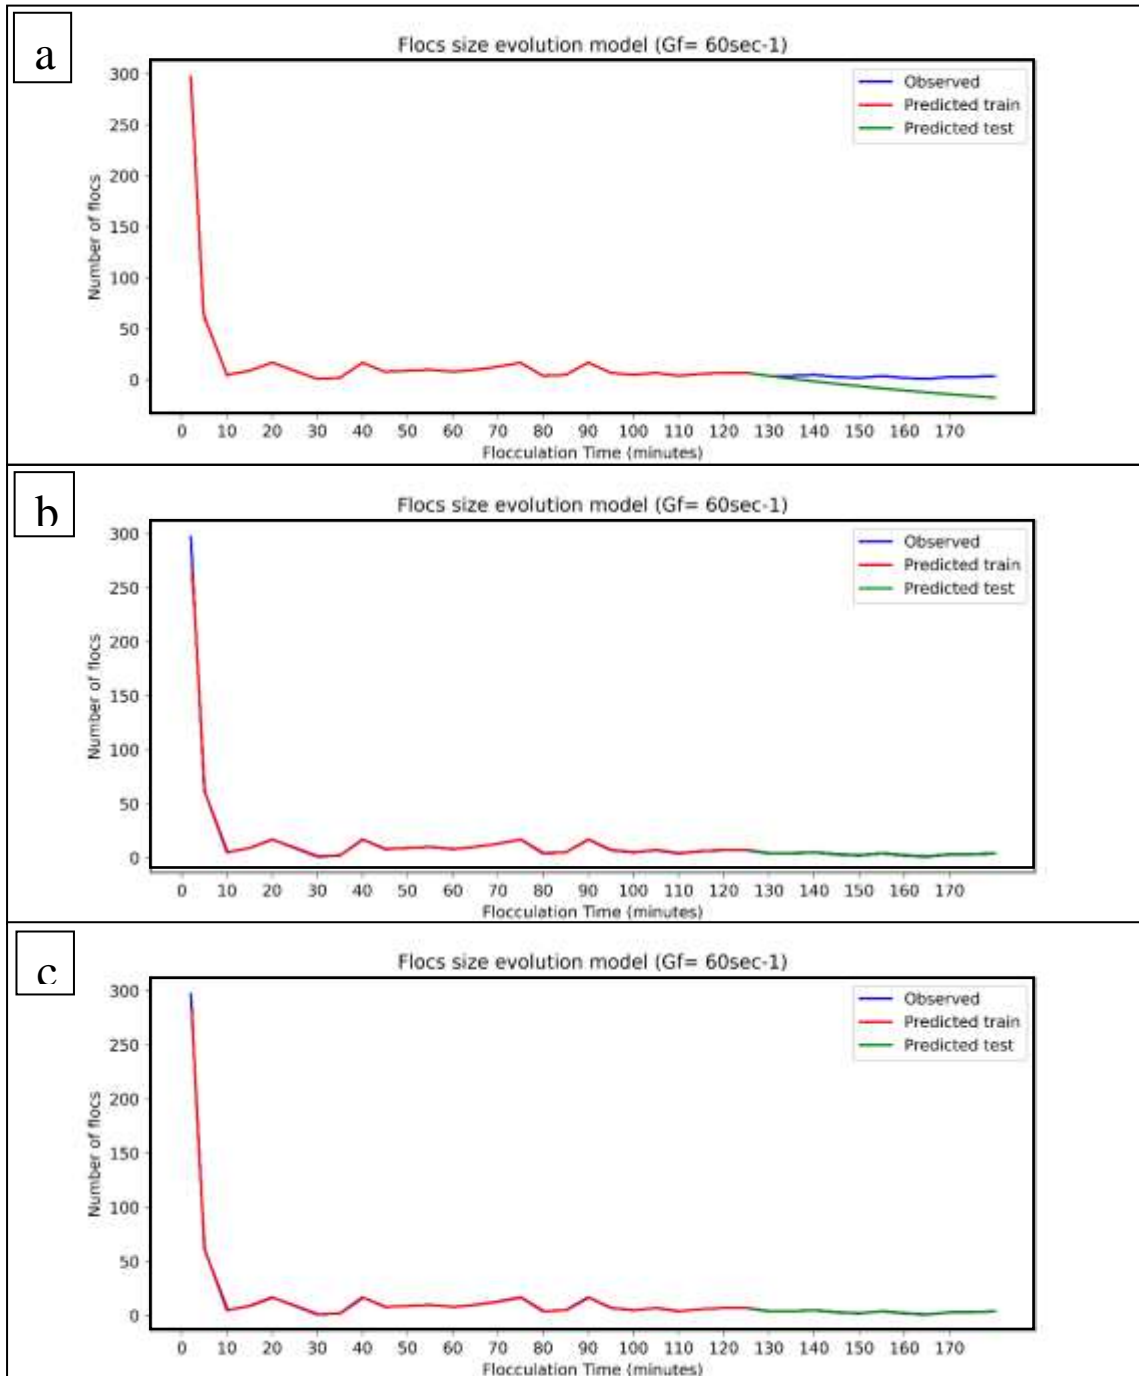 a
Flocs size evolution model (Gf= 60sec-1)
Observed
Predicted train
Predicted test
300
250
200
150
100
50
0
Number of flocs
0 10 20 30 40 50 60 70 80 90 100 110 120 130 140 150 160 170
Flocculation Time (minutes)
b
Flocs size evolution model (Gf= 60sec-1)
Observed
Predicted train
Predicted test
300
250
200
150
100
50
0
Number of flocs
0 10 20 30 40 50 60 70 80 90 100 110 120 130 140 150 160 170
Flocculation Time (minutes)
c
Flocs size evolution model (Gf= 60sec-1)
Observed
Predicted train
Predicted test
300
250
200
150
100
50
0
Number of flocs
0 10 20 30 40 50 60 70 80 90 100 110 120 130 140 150 160 170
Flocculation Time (minutes)